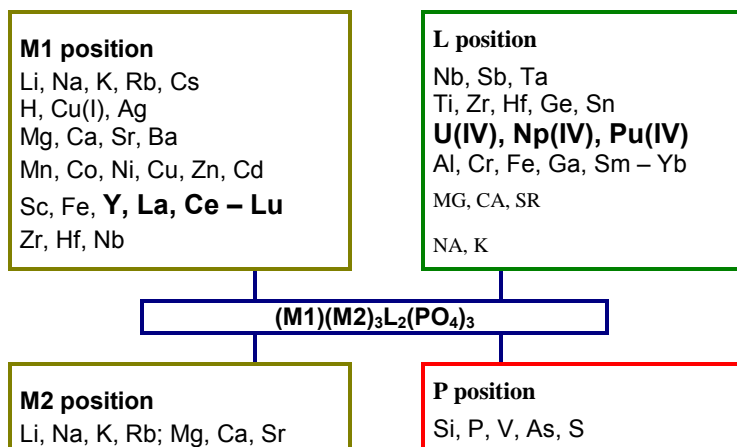 M1 position
Li, Na, K, Rb, Cs
H, Cu(I), Ag
Mg, Ca, Sr, Ba
Mn, Co, Ni, Cu, Zn, Cd
Sc, Fe, Y, La, Ce – Lu
Zr, Hf, Nb
L position
Nb, Sb, Ta
Ti, Zr, Hf, Ge, Sn
U(IV), Np(IV), Pu(IV)
Al, Cr, Fe, Ga, Sm – Yb
MG, CA, SR
NA, K
(M1)(M2)₃L₂(PO₄)₃
M2 position
Li, Na, K, Rb; Mg, Ca, Sr
P position
Si, P, V, As, S